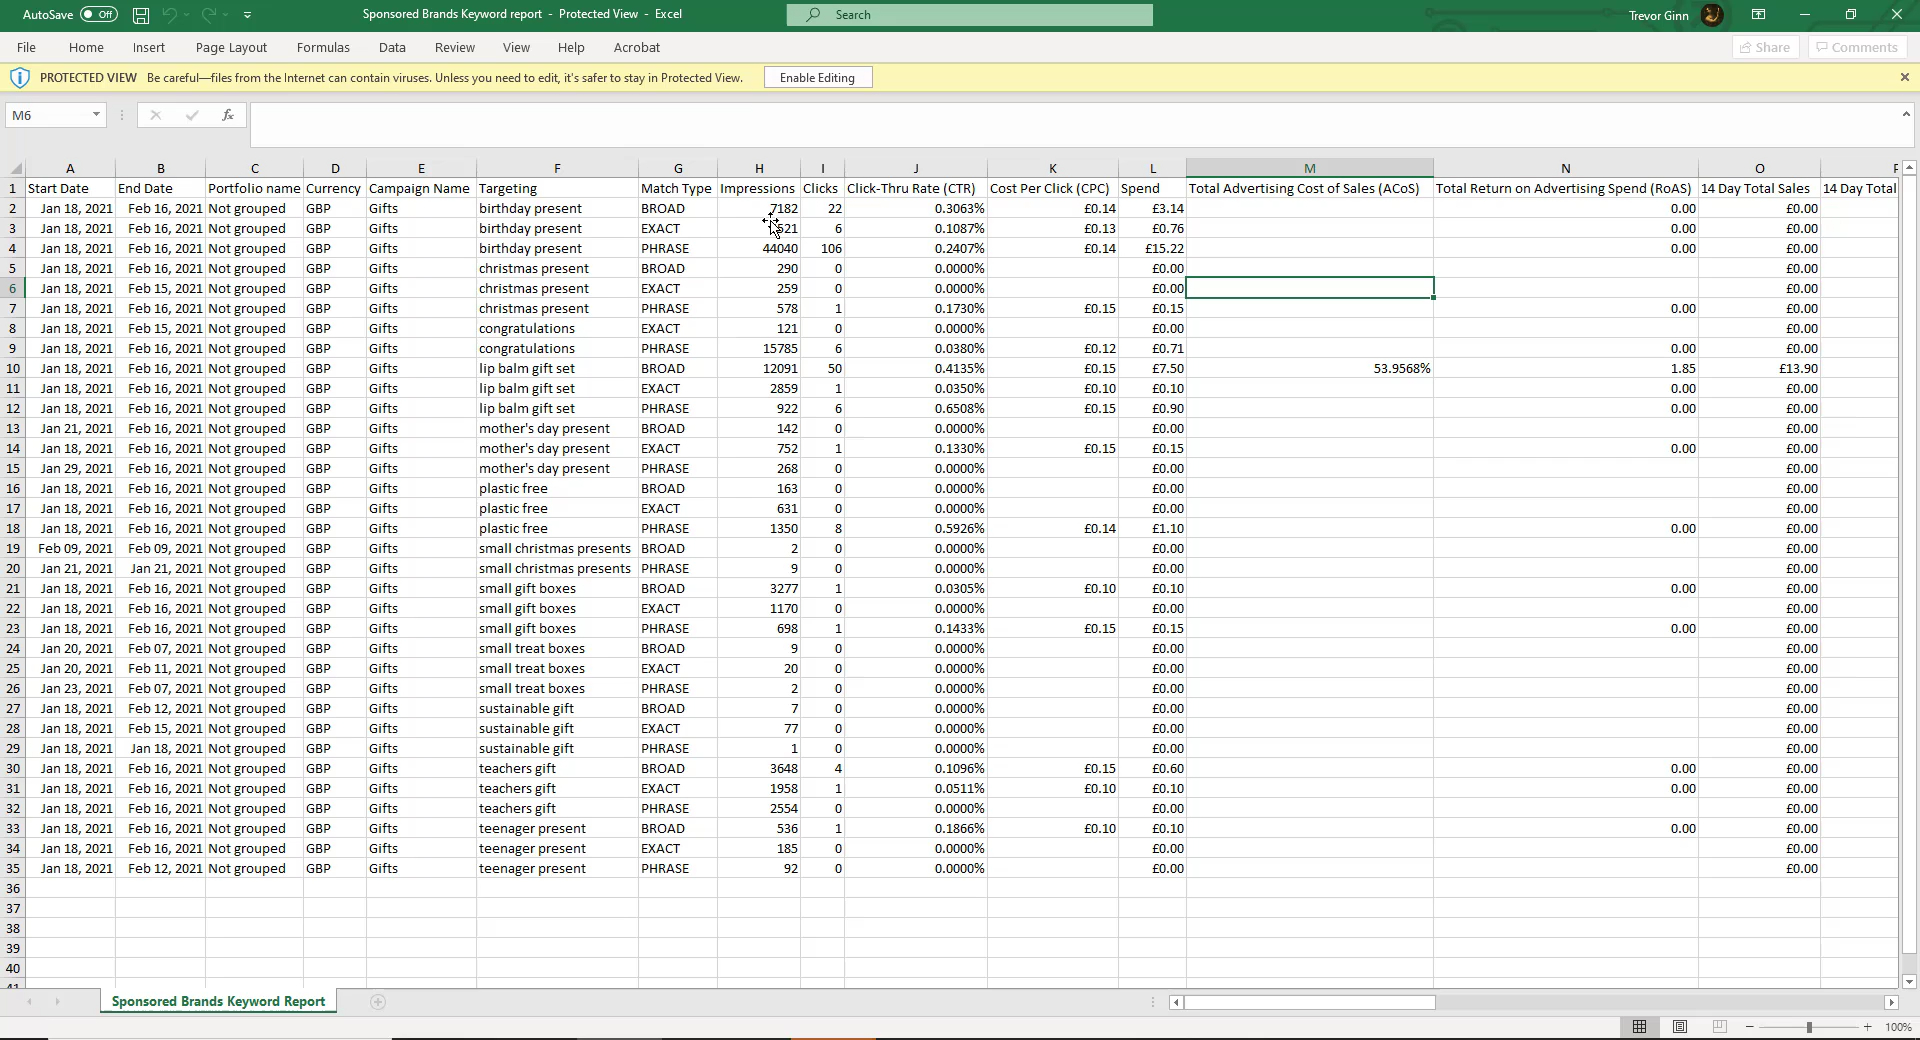 AutoSave Off Sponsored Brands Keyword report - Protected View - Excel Search Trevor Ginn
File Home Insert Page Layout Formulas Data Review View Help Acrobat Share Comments
PROTECTED VIEW Be careful—files from the Internet can contain viruses. Unless you need to edit, it's safer to stay in Protected View. Enable Editing
M6 fx
A B C D E F G H I J K L M N O
1 Start Date End Date Portfolio name Currency Campaign Name Targeting Match Type Impressions Clicks Click-Thru Rate (CTR) Cost Per Click (CPC) Spend Total Advertising Cost of Sales (ACoS) Total Return on Advertising Spend (RoAS) 14 Day Total Sales 14 Day Total
2 Jan 18, 2021 Feb 16, 2021 Not grouped GBP Gifts birthday present BROAD 7182 22 0.3063% £0.14 £3.14 0.00 £0.00
3 Jan 18, 2021 Feb 16, 2021 Not grouped GBP Gifts birthday present EXACT 6 0.1087% £0.13 £0.76 0.00 £0.00
4 Jan 18, 2021 Feb 16, 2021 Not grouped GBP Gifts birthday present PHRASE 44040 106 0.2407% £0.14 £15.22 0.00 £0.00
5 Jan 18, 2021 Feb 16, 2021 Not grouped GBP Gifts christmas present BROAD 290 0 0.0000% £0.00 £0.00
6 Jan 18, 2021 Feb 15, 2021 Not grouped GBP Gifts christmas present EXACT 259 0 0.0000% £0.00 £0.00
7 Jan 18, 2021 Feb 16, 2021 Not grouped GBP Gifts christmas present PHRASE 578 1 0.1730% £0.15 £0.15 0.00 £0.00
8 Jan 18, 2021 Feb 15, 2021 Not grouped GBP Gifts congratulations EXACT 121 0 0.0000% £0.00 £0.00
9 Jan 18, 2021 Feb 16, 2021 Not grouped GBP Gifts congratulations PHRASE 15785 6 0.0380% £0.12 £0.71 0.00 £0.00
10 Jan 18, 2021 Feb 16, 2021 Not grouped GBP Gifts lip balm gift set BROAD 12091 50 0.4135% £0.15 £7.50 53.9568% 1.85 £13.90
11 Jan 18, 2021 Feb 16, 2021 Not grouped GBP Gifts lip balm gift set EXACT 2859 1 0.0350% £0.10 £0.10 0.00 £0.00
12 Jan 18, 2021 Feb 16, 2021 Not grouped GBP Gifts lip balm gift set PHRASE 922 6 0.6508% £0.15 £0.90 0.00 £0.00
13 Jan 21, 2021 Feb 16, 2021 Not grouped GBP Gifts mother's day present BROAD 142 0 0.0000% £0.00 £0.00
14 Jan 18, 2021 Feb 16, 2021 Not grouped GBP Gifts mother's day present EXACT 752 1 0.1330% £0.15 £0.15 0.00 £0.00
15 Jan 29, 2021 Feb 16, 2021 Not grouped GBP Gifts mother's day present PHRASE 268 0 0.0000% £0.00 £0.00
16 Jan 18, 2021 Feb 16, 2021 Not grouped GBP Gifts plastic free BROAD 163 0 0.0000% £0.00 £0.00
17 Jan 18, 2021 Feb 16, 2021 Not grouped GBP Gifts plastic free EXACT 631 0 0.0000% £0.00 £0.00
18 Jan 18, 2021 Feb 16, 2021 Not grouped GBP Gifts plastic free PHRASE 1350 8 0.5926% £0.14 £1.10 0.00 £0.00
19 Feb 09, 2021 Feb 09, 2021 Not grouped GBP Gifts small christmas presents BROAD 2 0 0.0000% £0.00 £0.00
20 Jan 21, 2021 Jan 21, 2021 Not grouped GBP Gifts small christmas presents PHRASE 9 0 0.0000% £0.00 £0.00
21 Jan 18, 2021 Feb 16, 2021 Not grouped GBP Gifts small gift boxes BROAD 3277 1 0.0305% £0.10 £0.10 0.00 £0.00
22 Jan 18, 2021 Feb 16, 2021 Not grouped GBP Gifts small gift boxes EXACT 1170 0 0.0000% £0.00 £0.00
23 Jan 18, 2021 Feb 16, 2021 Not grouped GBP Gifts small gift boxes PHRASE 698 1 0.1433% £0.15 £0.15 0.00 £0.00
24 Jan 20, 2021 Feb 07, 2021 Not grouped GBP Gifts small treat boxes BROAD 9 0 0.0000% £0.00 £0.00
25 Jan 20, 2021 Feb 11, 2021 Not grouped GBP Gifts small treat boxes EXACT 20 0 0.0000% £0.00 £0.00
26 Jan 23, 2021 Feb 07, 2021 Not grouped GBP Gifts small treat boxes PHRASE 2 0 0.0000% £0.00 £0.00
27 Jan 18, 2021 Feb 12, 2021 Not grouped GBP Gifts sustainable gift BROAD 7 0 0.0000% £0.00 £0.00
28 Jan 18, 2021 Feb 15, 2021 Not grouped GBP Gifts sustainable gift EXACT 77 0 0.0000% £0.00 £0.00
29 Jan 18, 2021 Jan 18, 2021 Not grouped GBP Gifts sustainable gift PHRASE 1 0 0.0000% £0.00 £0.00
30 Jan 18, 2021 Feb 16, 2021 Not grouped GBP Gifts teachers gift BROAD 3648 4 0.1096% £0.15 £0.60 0.00 £0.00
31 Jan 18, 2021 Feb 16, 2021 Not grouped GBP Gifts teachers gift EXACT 1958 1 0.0511% £0.10 £0.10 0.00 £0.00
32 Jan 18, 2021 Feb 16, 2021 Not grouped GBP Gifts teachers gift PHRASE 2554 0 0.0000% £0.00 £0.00
33 Jan 18, 2021 Feb 16, 2021 Not grouped GBP Gifts teenager present BROAD 536 1 0.1866% £0.10 £0.10 0.00 £0.00
34 Jan 18, 2021 Feb 16, 2021 Not grouped GBP Gifts teenager present EXACT 185 0 0.0000% £0.00 £0.00
35 Jan 18, 2021 Feb 12, 2021 Not grouped GBP Gifts teenager present PHRASE 92 0 0.0000% £0.00 £0.00
36
37
38
39
40
Sponsored Brands Keyword Report
100%